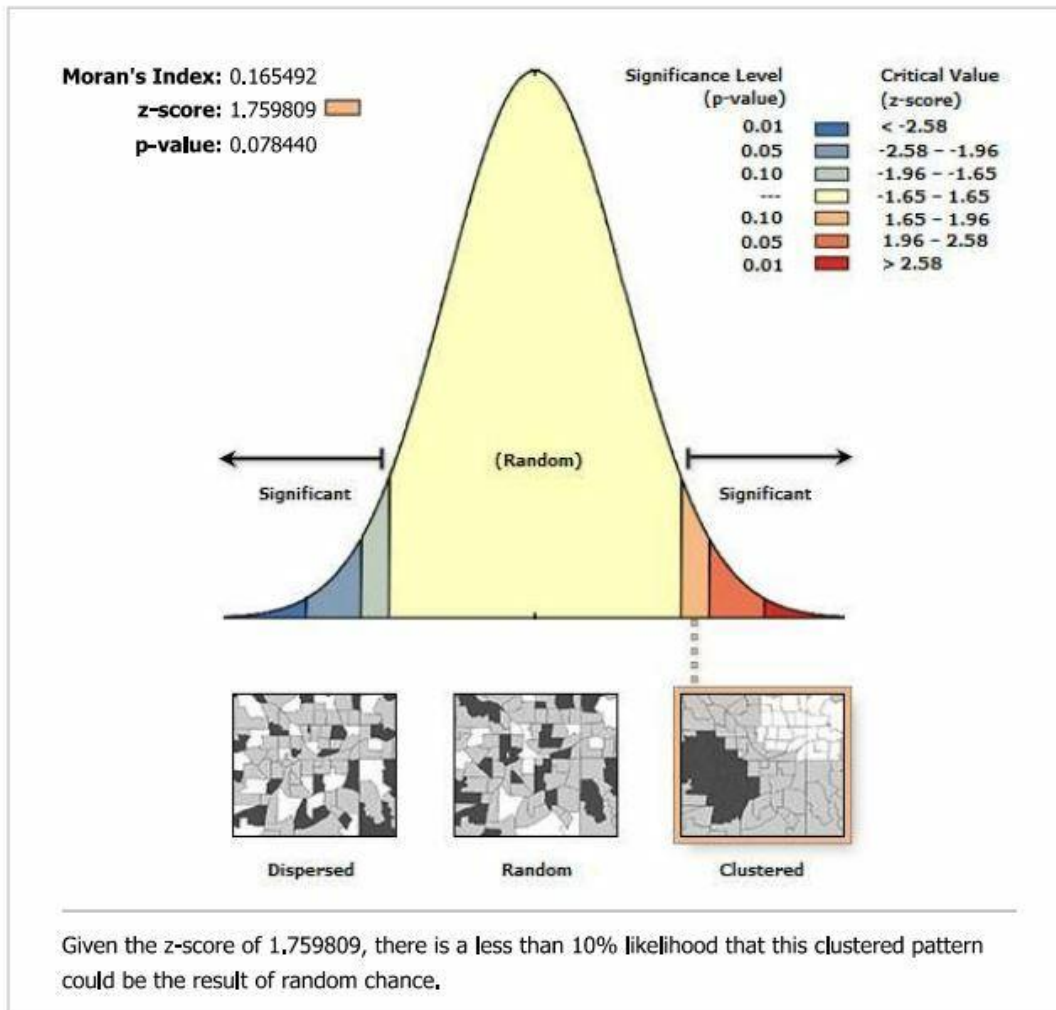 Moran's Index: 0.165492
z-score: 1.759809
p-value: 0.078440
Significance Level Critical Value
(p-value) (z-score)
0.01 < -2.58
0.05 -2.58 – -1.96
0.10 -1.96 – -1.65
--- -1.65 – 1.65
0.10 1.65 – 1.96
0.05 1.96 – 2.58
0.01 > 2.58
(Random)
Significant Significant
Dispersed Random Clustered
Given the z-score of 1.759809, there is a less than 10% likelihood that this clustered pattern
could be the result of random chance.